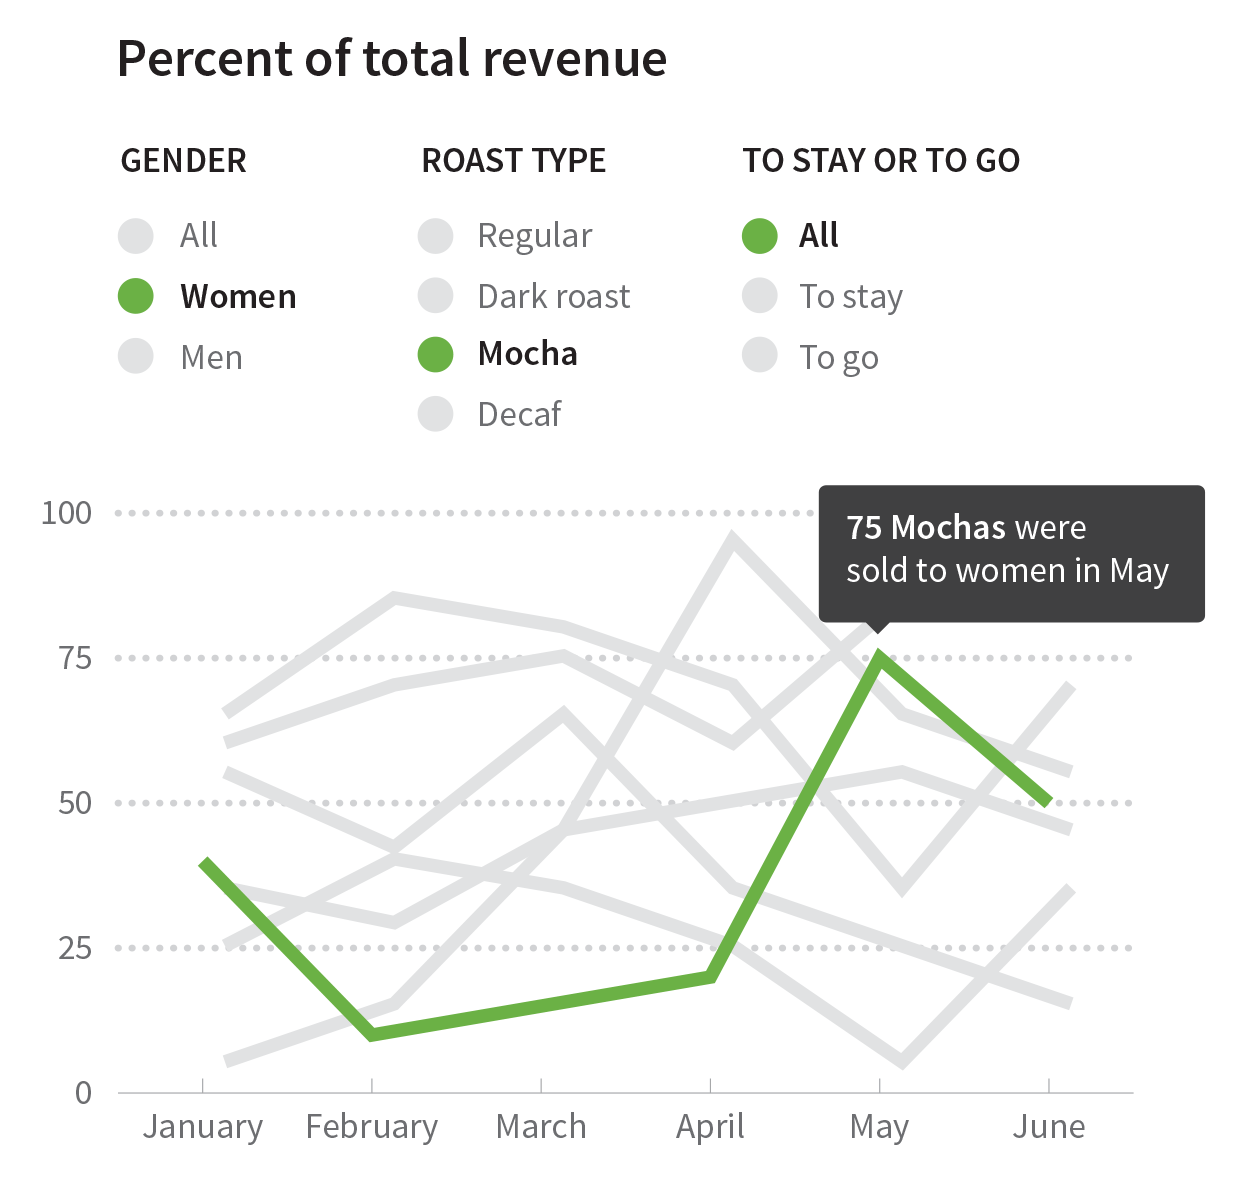 Percent of total revenue
GENDER
All
Women
Men
ROAST TYPE
Regular
Dark roast
Mocha
Decaf
TO STAY OR TO GO
All
To stay
To go
75 Mochas were
sold to women in May
100
75
50
25
0
January February March April May June